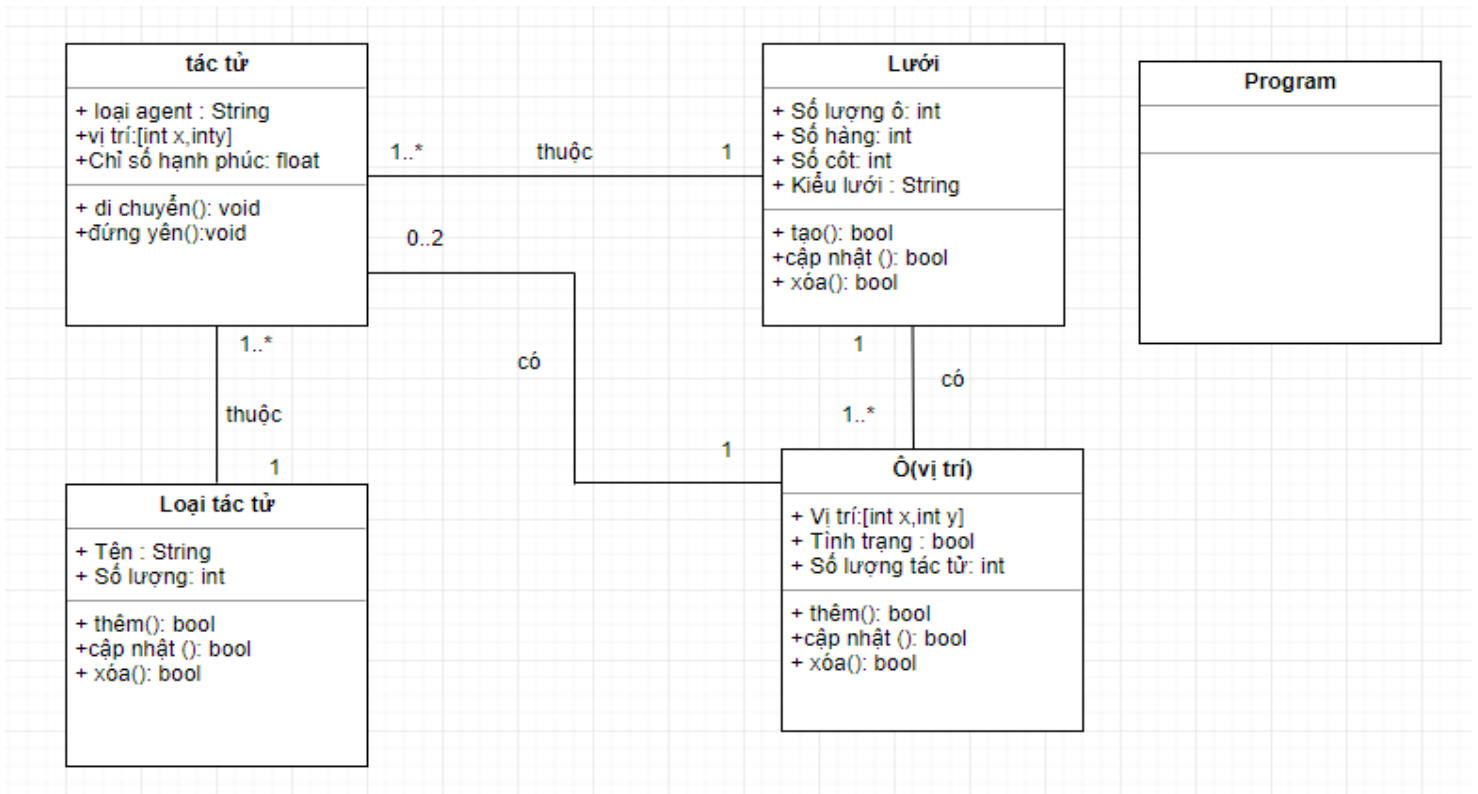 tác tử
+ loại agent : String
+vị trí:[int x,inty]
+Chỉ số hạnh phúc: float
+ di chuyển(): void
+đứng yên():void
1..*
thuộc
1
0..2
có
1
Lưới
+ Số lượng ô: int
+ Số hàng: int
+ Số côt: int
+ Kiểu lưới : String
+ tạo(): bool
+cập nhật (): bool
+ xóa(): bool
Program
1..*
thuộc
1
1
có
1..*
Loại tác tử
+ Tên : String
+ Số lượng: int
+ thêm(): bool
+cập nhật (): bool
+ xóa(): bool
Ô(vị trí)
+ Vị trí:[int x,int y]
+ Tình trạng : bool
+ Số lượng tác tử: int
+ thêm(): bool
+cập nhật (): bool
+ xóa(): bool